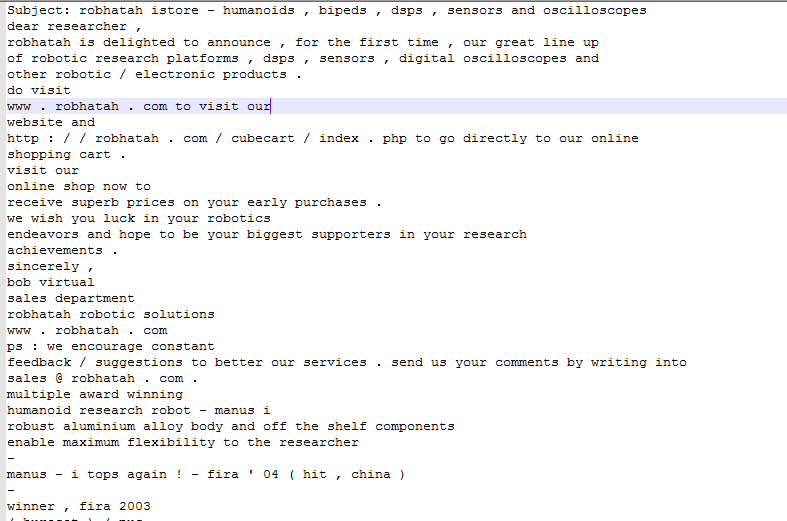 Subject: robhatah istore - humanoids , bipeds , dsps , sensors and oscilloscopes
dear researcher ,
robhatah is delighted to announce , for the first time , our great line up
of robotic research platforms , dsps , sensors , digital oscilloscopes and
other robotic / electronic products .
do visit
www . robhatah . com to visit our
website and
http : / / robhatah . com / cubecart / index . php to go directly to our online
shopping cart .
visit our
online shop now to
receive superb prices on your early purchases .
we wish you luck in your robotics
endeavors and hope to be your biggest supporters in your research
achievements .
sincerely ,
bob virtual
sales department
robhatah robotic solutions
www . robhatah . com
ps : we encourage constant
feedback / suggestions to better our services . send us your comments by writing into
sales @ robhatah . com .
multiple award winning
humanoid research robot - manus i
robust aluminium alloy body and off the shelf components
enable maximum flexibility to the researcher
-
manus - i tops again ! - fira ' 04 ( hit , china )
-
winner , fira 2003